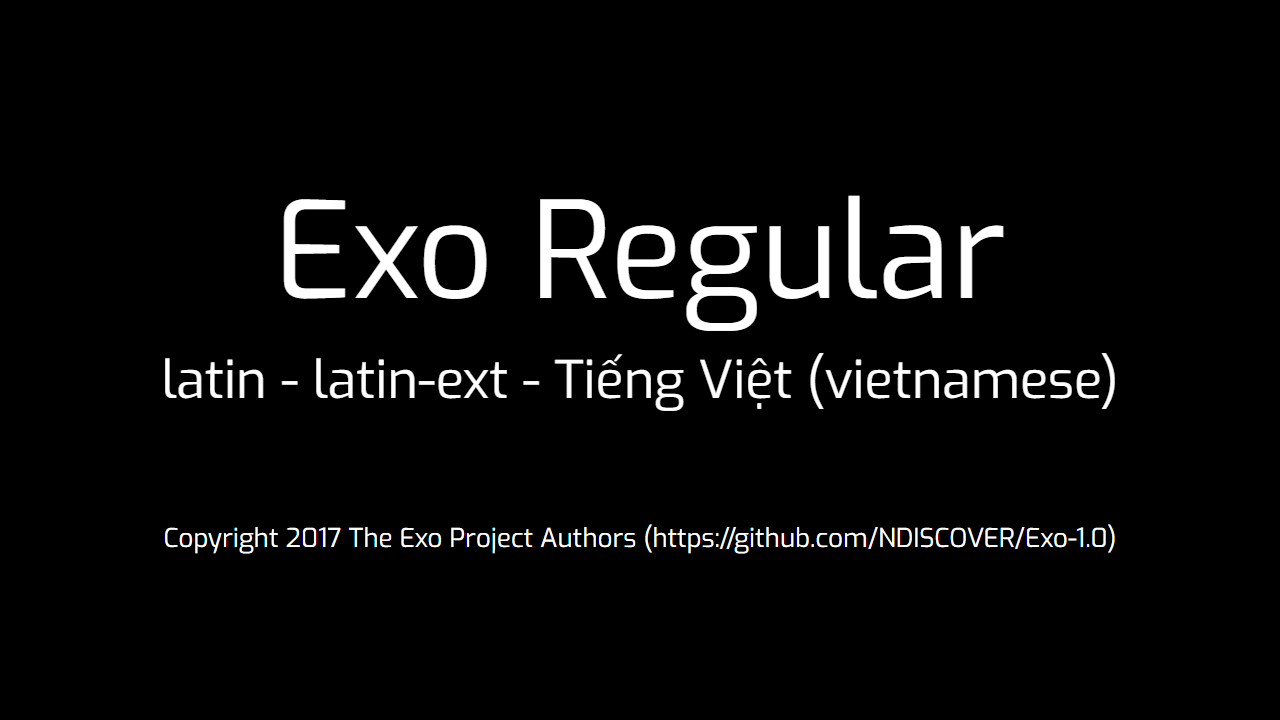 Exo Regular
latin - latin-ext - Tiếng Việt (vietnamese)
Copyright 2017 The Exo Project Authors (https://github.com/NDISCOVER/Exo-1.0)